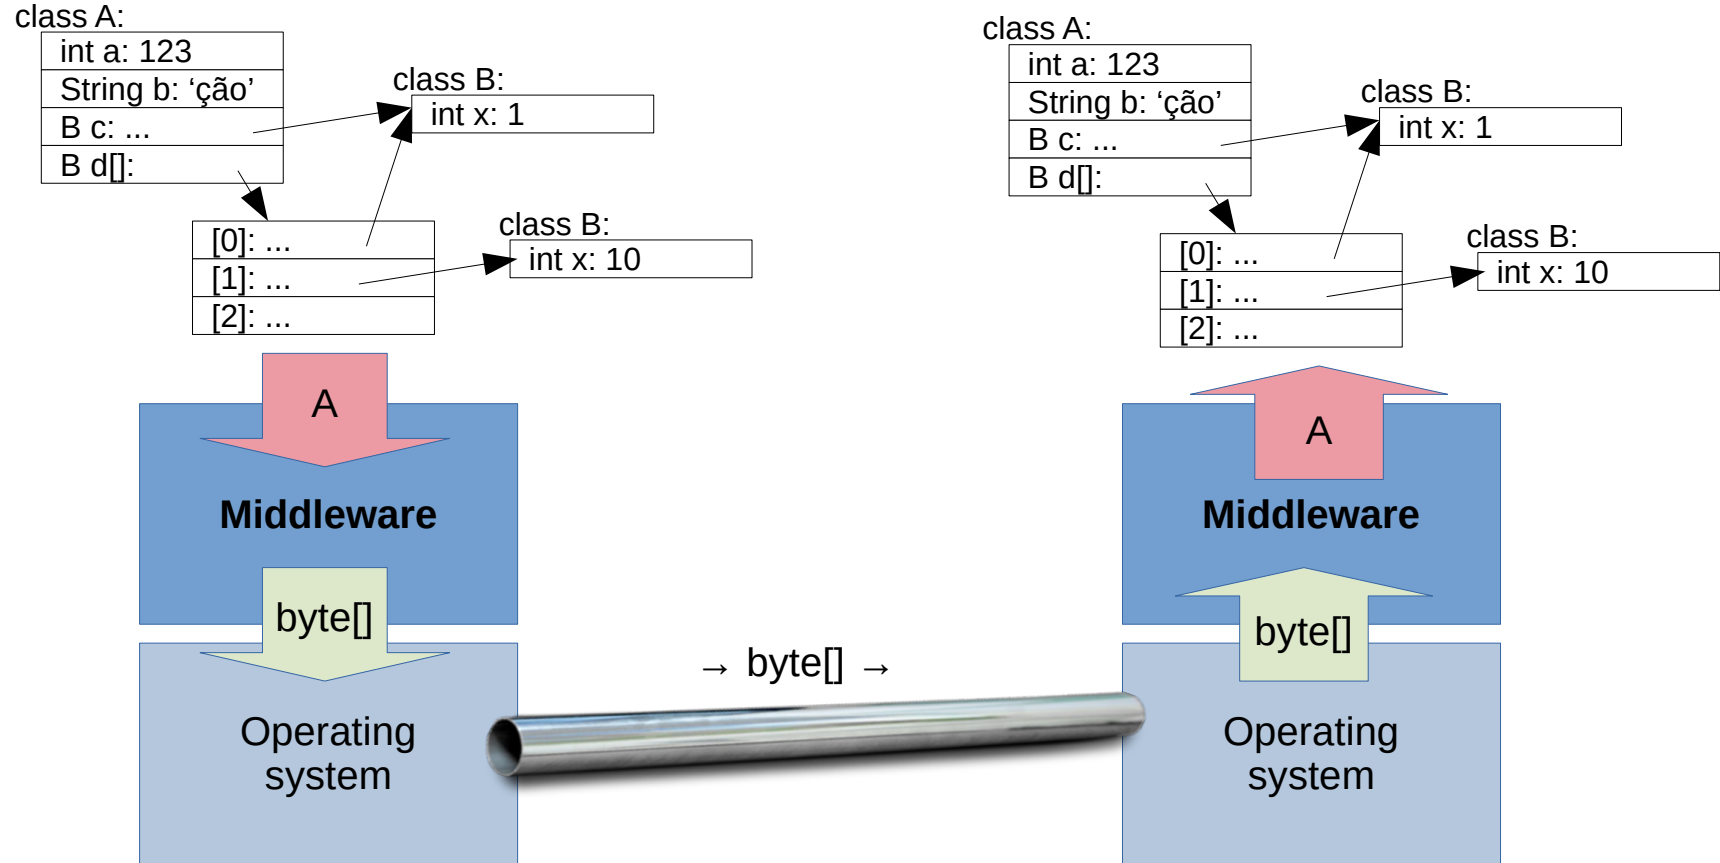 class A:
int a: 123
String b: ‘ção’
B c: ...
B d[]:
class B:
int x: 1
[0]: ...
[1]: ...
[2]: ...
class B:
int x: 10
A
Middleware
byte[]
Operating
system
→ byte[] →
class A:
int a: 123
String b: ‘ção’
B c: ...
B d[]:
class B:
int x: 1
[0]: ...
[1]: ...
[2]: ...
class B:
int x: 10
A
Middleware
byte[]
Operating
system